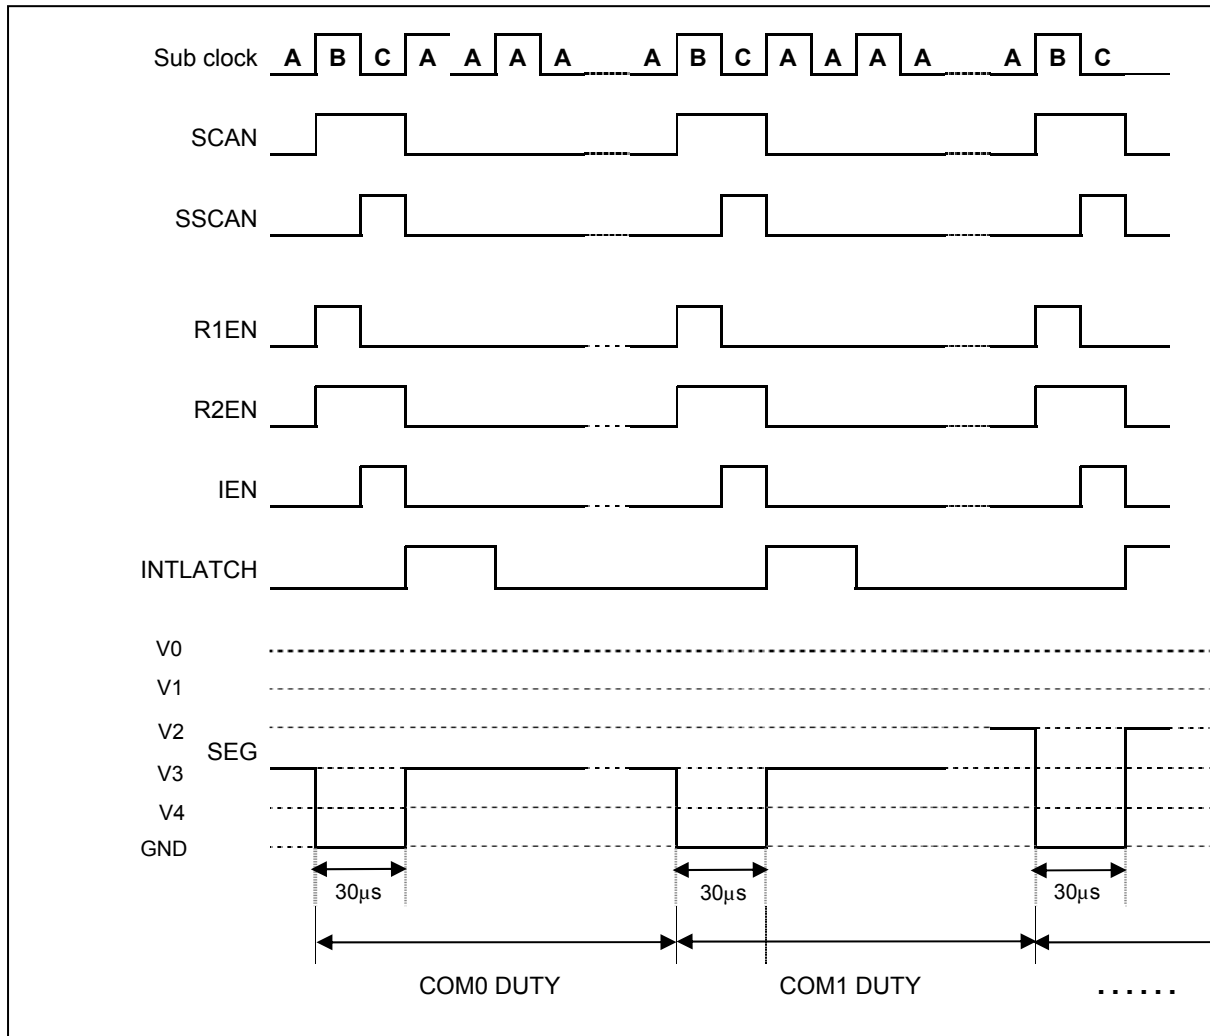 Sub clock A B C A A A A A B C A A A A A B C
SCAN
SSCAN
R1EN
R2EN
IEN
INTLATCH
V0
V1
V2
SEG
V3
V4
GND
30μs 30μs 30μs
COM0 DUTY COM1 DUTY ......